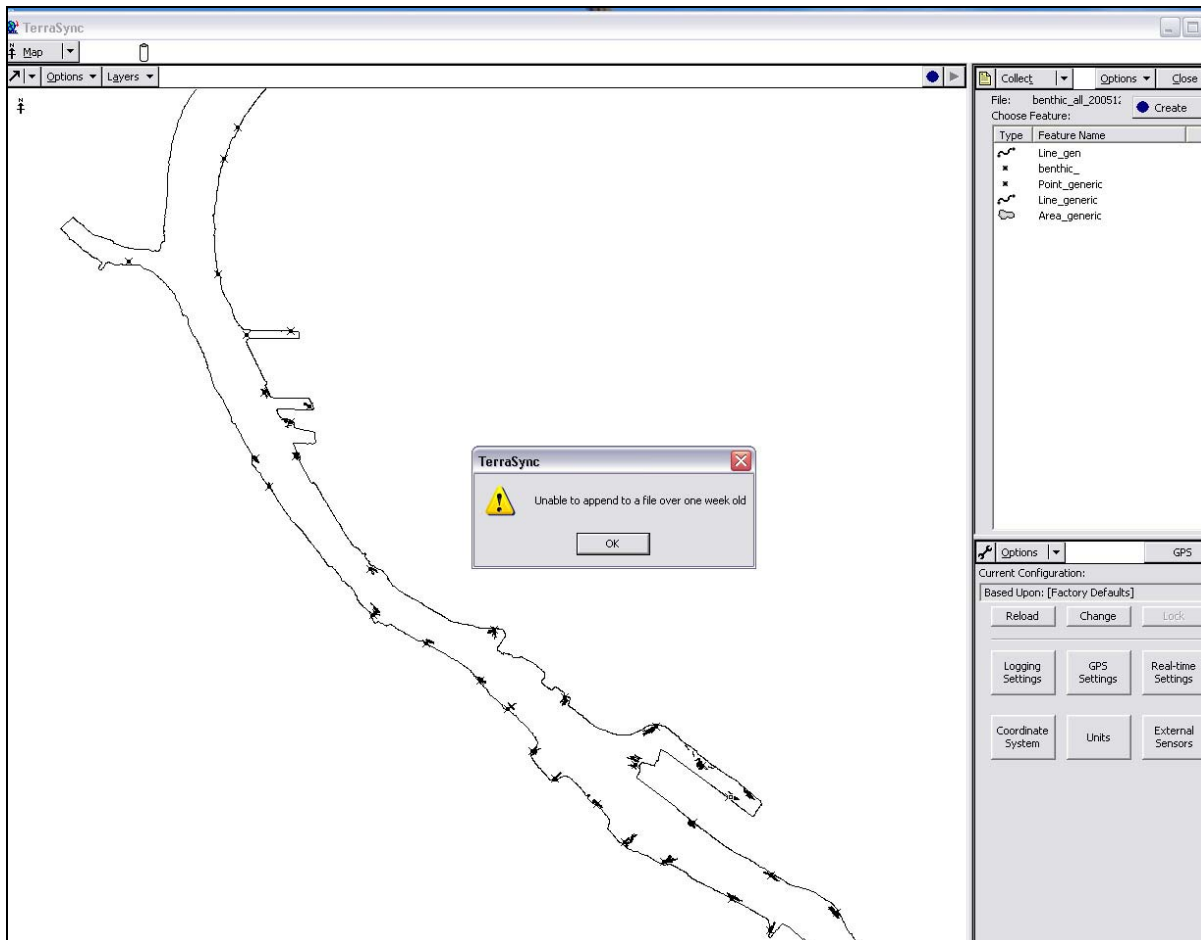 TerraSync
Map
N
Options Layers
N
Collect Options Close
File: benthic_all_20051
Create
Choose Feature:
Type Feature Name
Line_gen
benthic_
Point_generic
Line_generic
Area_generic
TerraSync
Unable to append to a file over one week old
OK
Options GPS
Current Configuration:
Based Upon: [Factory Defaults]
Reload Change Lock
Logging Settings
GPS Settings
Real-time Settings
Coordinate System
Units
External Sensors